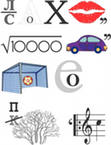 Л
С Х ,,
√10000 ,
е о
П
Ж